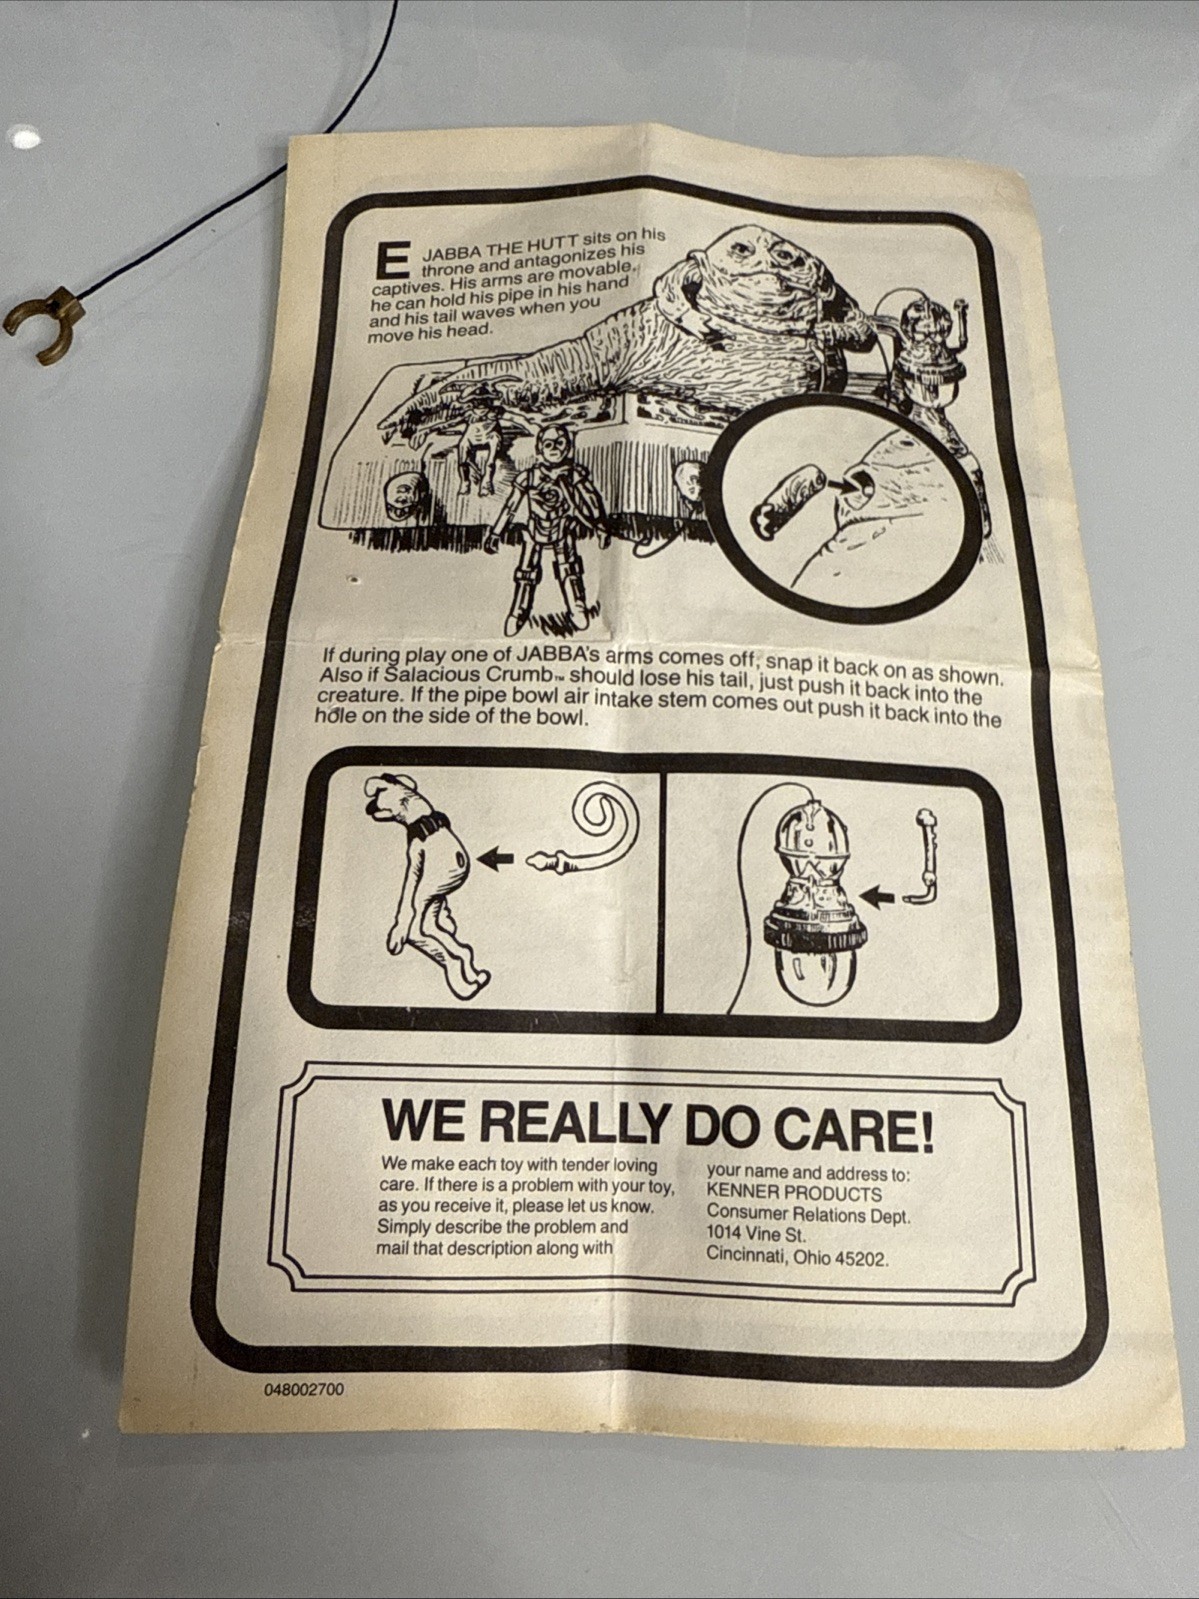 E JABBA THE HUTT sits on his
throne and antagonizes his
captives. His arms are movable,
he can hold his pipe in his hand
and his tail waves when you
move his head.
If during play one of JABBA's arms comes off, snap it back on as shown.
Also if Salacious Crumb™ should lose his tail, just push it back into the
creature. If the pipe bowl air intake stem comes out push it back into the
hole on the side of the bowl.
WE REALLY DO CARE!
We make each toy with tender loving
care. If there is a problem with your toy,
as you receive it, please let us know.
Simply describe the problem and
mail that description along with
your name and address to:
KENNER PRODUCTS
Consumer Relations Dept.
1014 Vine St.
Cincinnati, Ohio 45202.
048002700